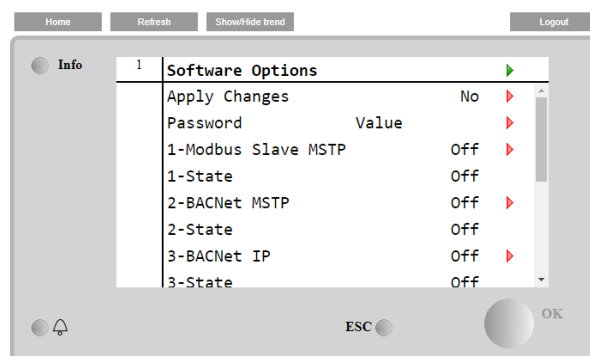 Home Refresh Show/Hide trend Logout
Info 1 Software Options
Apply Changes No
Password Value
1-Modbus Slave MSTP Off
1-State Off
2-BACNet MSTP Off
2-State Off
3-BACNet IP Off
3-State Off
ESC OK